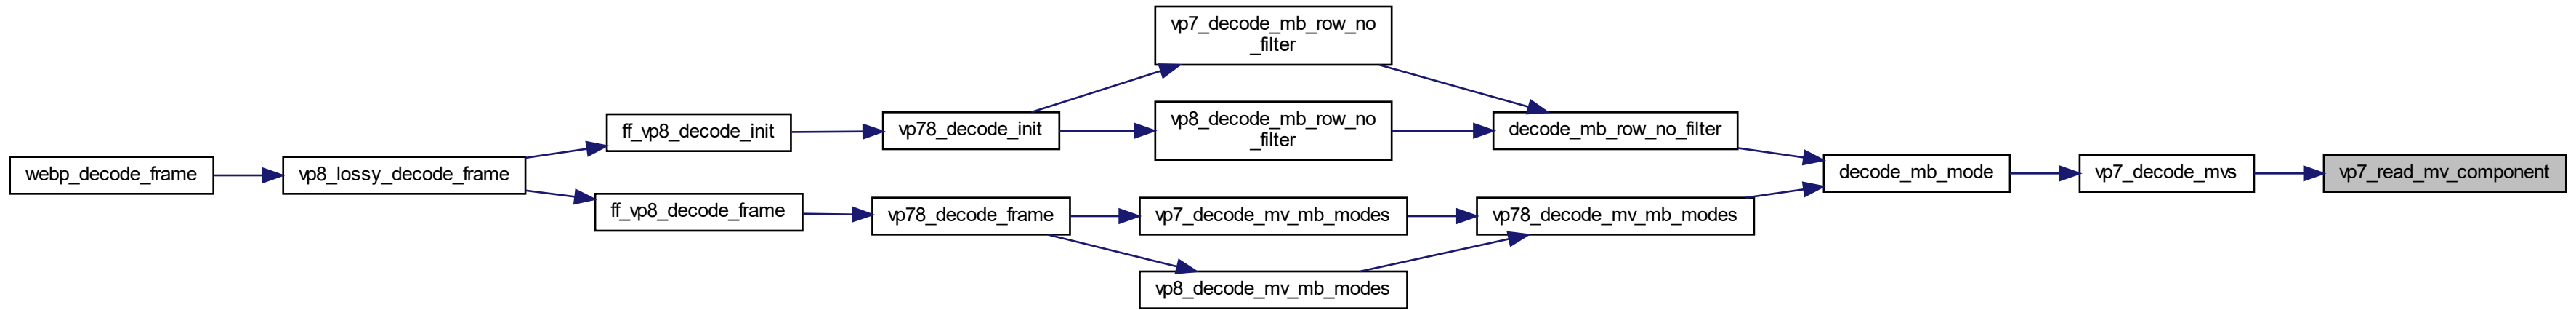 vp7_decode_mb_row_no
_filter
ff_vp8_decode_init
vp78_decode_init
vp8_decode_mb_row_no
_filter
decode_mb_row_no_filter
webp_decode_frame
vp8_lossy_decode_frame
decode_mb_mode
vp7_decode_mvs
vp7_read_mv_component
ff_vp8_decode_frame
vp78_decode_frame
vp7_decode_mv_mb_modes
vp78_decode_mv_mb_modes
vp8_decode_mv_mb_modes